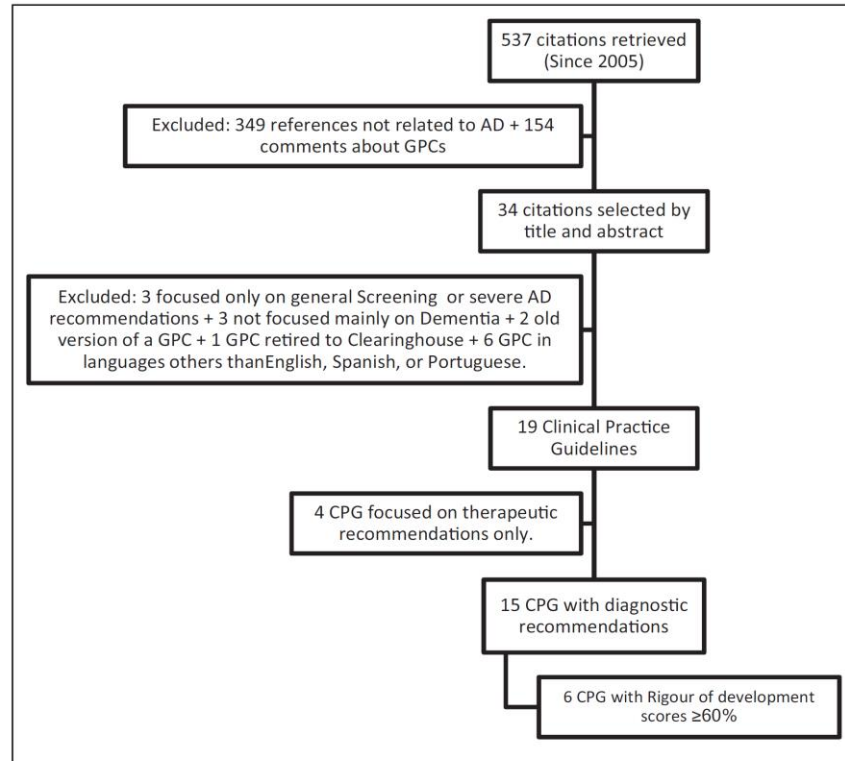 537 citations retrieved
(Since 2005)
Excluded: 349 references not related to AD + 154
comments about GPCs
34 citations selected by
title and abstract
Excluded: 3 focused only on general Screening or severe AD
recommendations + 3 not focused mainly on Dementia + 2 old
version of a GPC + 1 GPC retired to Clearinghouse + 6 GPC in
languages others thanEnglish, Spanish, or Portuguese.
19 Clinical Practice
Guidelines
4 CPG focused on therapeutic
recommendations only.
15 CPG with diagnostic
recommendations
6 CPG with Rigour of development
scores ≥60%